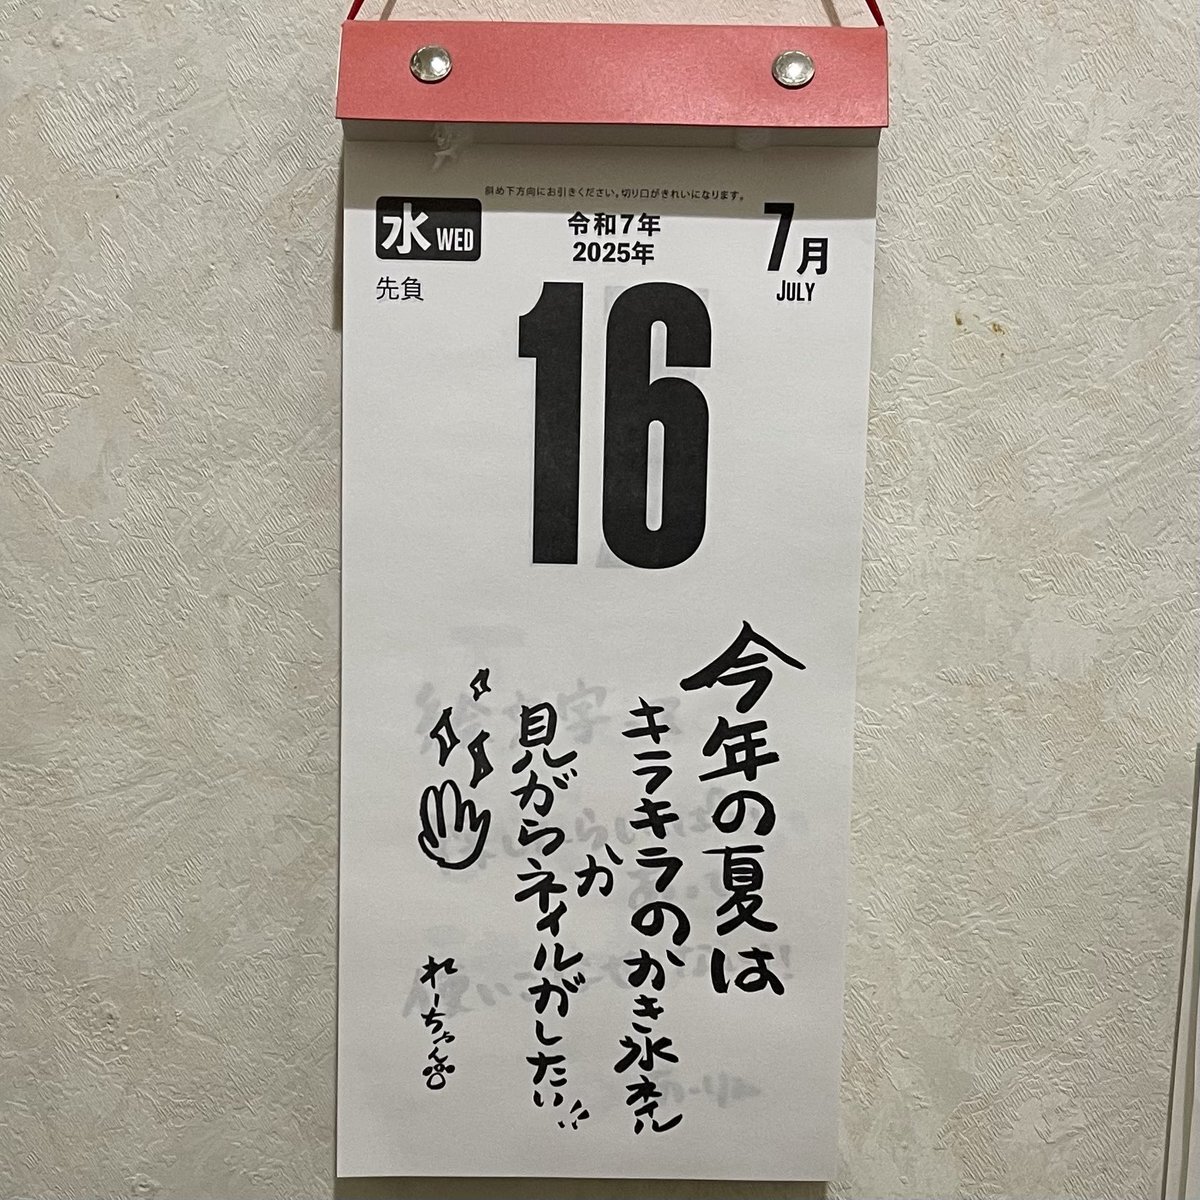 斜め下方向にお引きください。切り口がきれいになります。
水 WED
令和7年
2025年
7月
JULY
先負
16
今年の夏は
キラキラのかき氷ネイル
か
貝がらネイルがしたい!!
れーちゃん